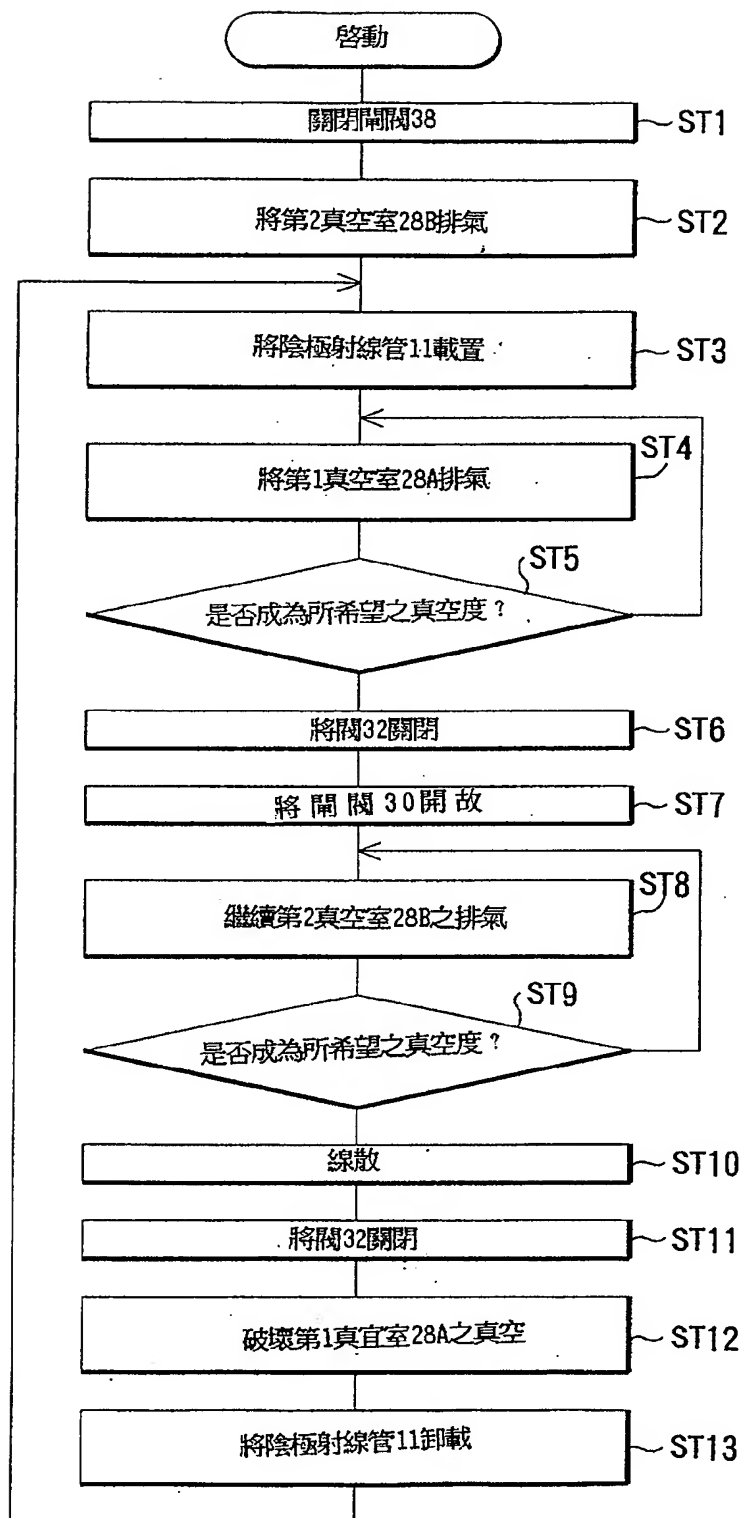 啓動
關閉閘閥38
ST1
將第2真空室28B排氣
ST2
將陰極射線管11載置
ST3
將第1真空室28A排氣
ST4
是否成為所希望之真空度？
ST5
將閥32關閉
ST6
將閘閥30開故
ST7
繼續第2真空室28B之排氣
ST8
是否成為所希望之真空度？
ST9
線散
ST10
將閥32關閉
ST11
破壞第1真宜室28A之真空
ST12
將陰極射線管11卸載
ST13